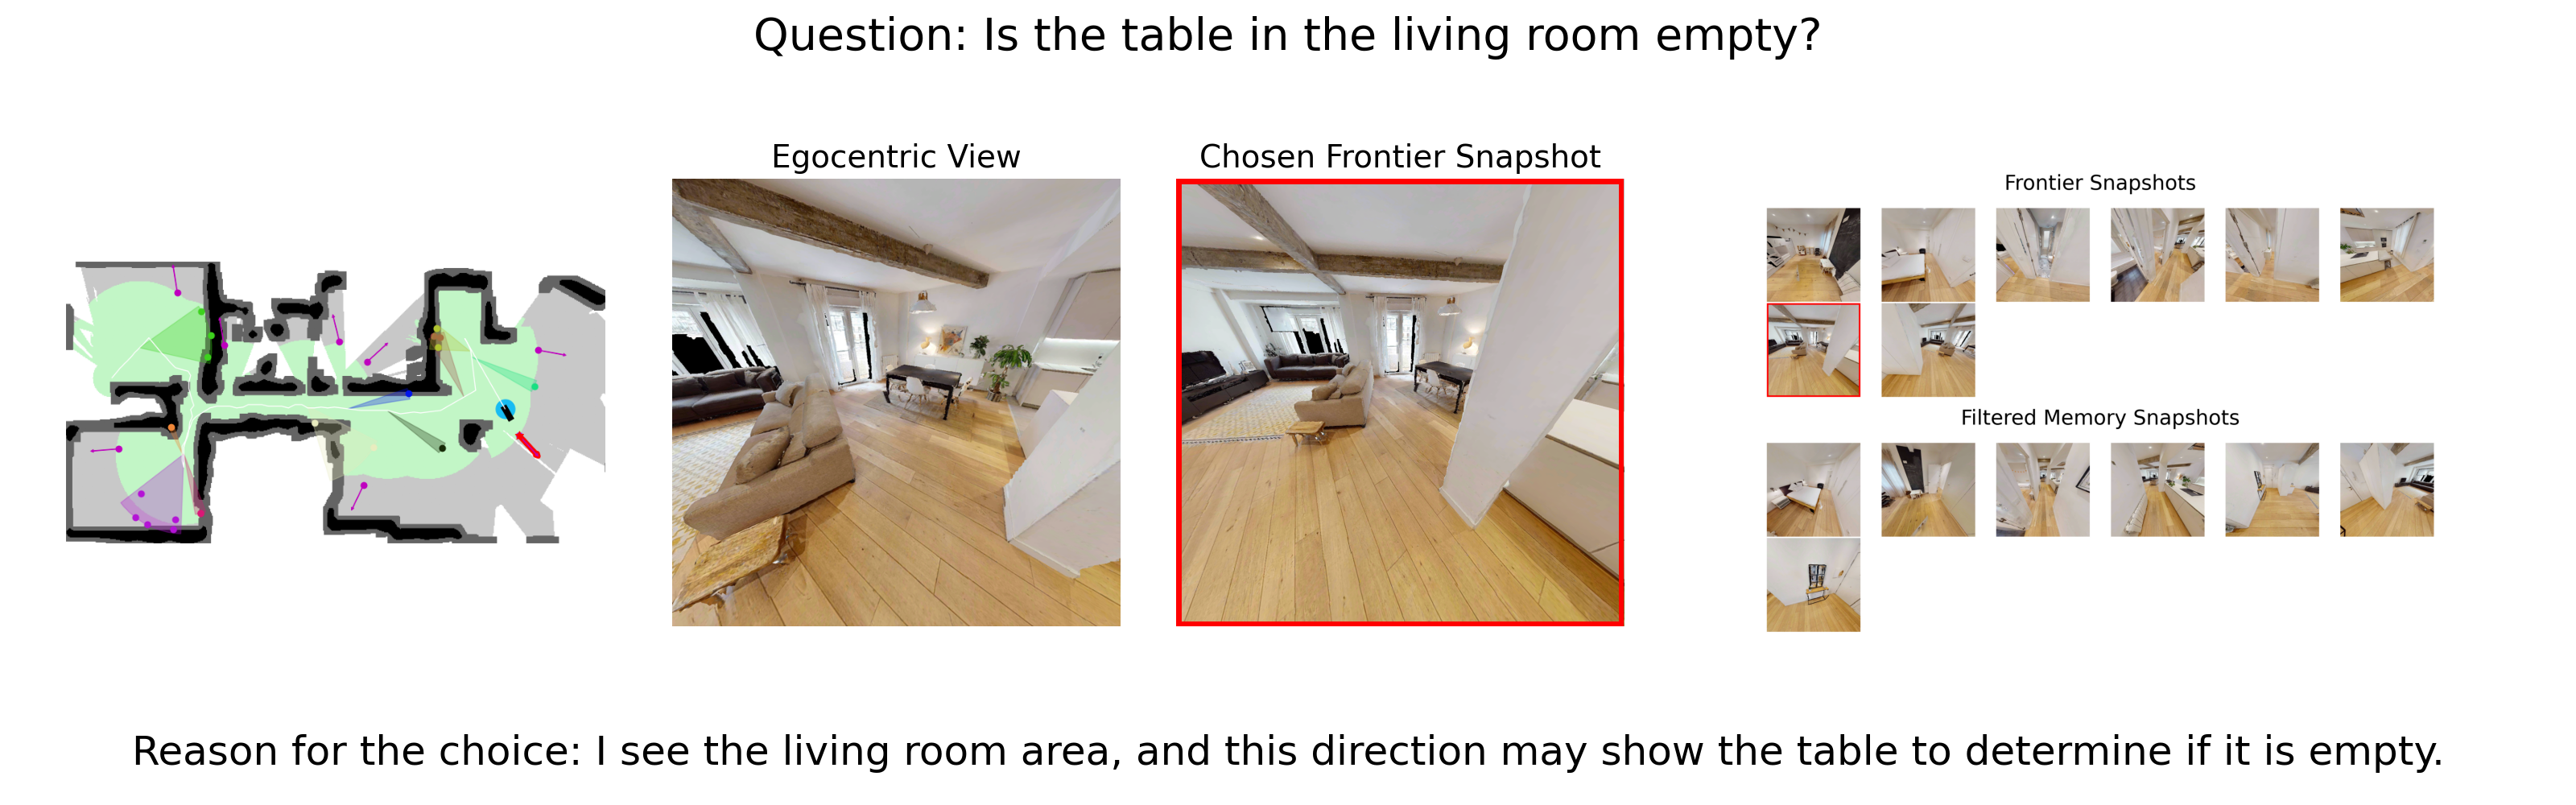 Question: Is the table in the living room empty?
Egocentric View
Chosen Frontier Snapshot
Frontier Snapshots
Filtered Memory Snapshots
Reason for the choice: I see the living room area, and this direction may show the table to determine if it is empty.